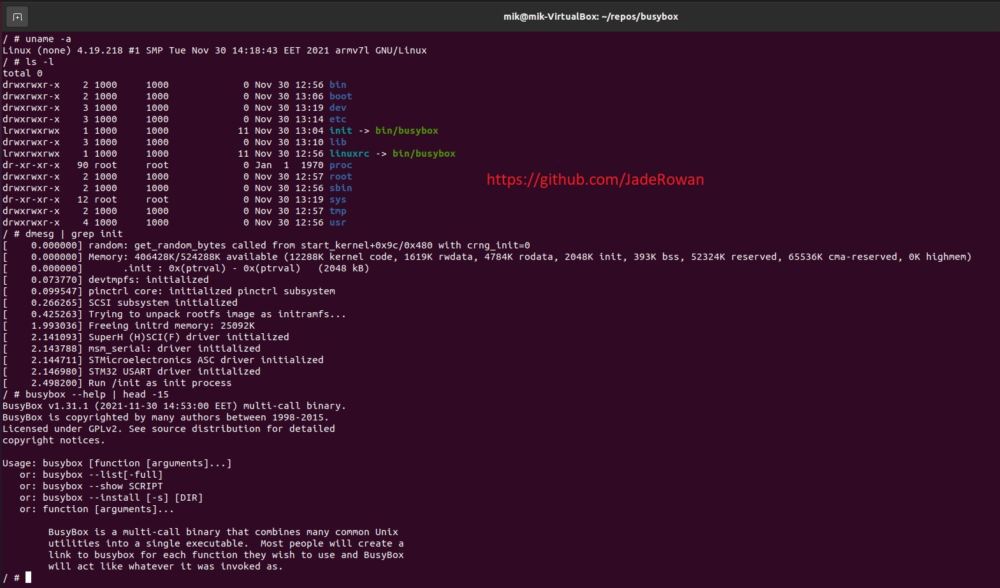 mik@mik-VirtualBox: ~/repos/busybox
/ # uname -a
Linux (none) 4.19.218 #1 SMP Tue Nov 30 14:18:43 EET 2021 armv7l GNU/Linux
/ # ls -l
total 0
drwxrwxr-x    2 1000     1000             0 Nov 30 12:56 bin
drwxrwxr-x    2 1000     1000             0 Nov 30 13:06 boot
drwxrwxr-x    3 1000     1000             0 Nov 30 13:19 dev
drwxrwxr-x    3 1000     1000             0 Nov 30 13:14 etc
lrwxrwxrwx    1 1000     1000            11 Nov 30 13:04 init -> bin/busybox
drwxrwxr-x    3 1000     1000             0 Nov 30 13:10 lib
lrwxrwxrwx    1 1000     1000            11 Nov 30 12:56 linuxrc -> bin/busybox
dr-xr-xr-x   90 root     root             0 Jan  1  1970 proc
https://github.com/JadeRowan
drwxrwxr-x    2 1000     1000             0 Nov 30 12:57 root
drwxrwxr-x    2 1000     1000             0 Nov 30 12:56 sbin
dr-xr-xr-x   12 root     root             0 Nov 30 13:19 sys
drwxrwxr-x    2 1000     1000             0 Nov 30 12:57 tmp
drwxrwxr-x    4 1000     1000             0 Nov 30 12:56 usr
/ # dmesg | grep init
[    0.000000] random: get_random_bytes called from start_kernel+0x9c/0x480 with crng_init=0
[    0.000000] Memory: 406428K/524288K available (12288K kernel code, 1619K rwdata, 4784K rodata, 2048K init, 393K bss, 52324K reserved, 65536K cma-reserved, 0K highmem)
[    0.000000]       .init : 0x(ptrval) - 0x(ptrval)   (2048 kB)
[    0.073770] devtmpfs: initialized
[    0.099547] pinctrl core: initialized pinctrl subsystem
[    0.266265] SCSI subsystem initialized
[    0.425263] Trying to unpack rootfs image as initramfs...
[    1.993036] Freeing initrd memory: 25092K
[    2.141093] SuperH (H)SCI(F) driver initialized
[    2.143788] msm_serial: driver initialized
[    2.144711] STMicroelectronics ASC driver initialized
[    2.146980] STM32 USART driver initialized
[    2.498200] Run /init as init process
/ # busybox --help | head -15
BusyBox v1.31.1 (2021-11-30 14:53:00 EET) multi-call binary.
BusyBox is copyrighted by many authors between 1998-2015.
Licensed under GPLv2. See source distribution for detailed
copyright notices.
Usage: busybox [function [arguments]...]
   or: busybox --list[-full]
   or: busybox --show SCRIPT
   or: busybox --install [-s] [DIR]
   or: function [arguments]...
        BusyBox is a multi-call binary that combines many common Unix
        utilities into a single executable.  Most people will create a
        link to busybox for each function they wish to use and BusyBox
        will act like whatever it was invoked as.
/ #